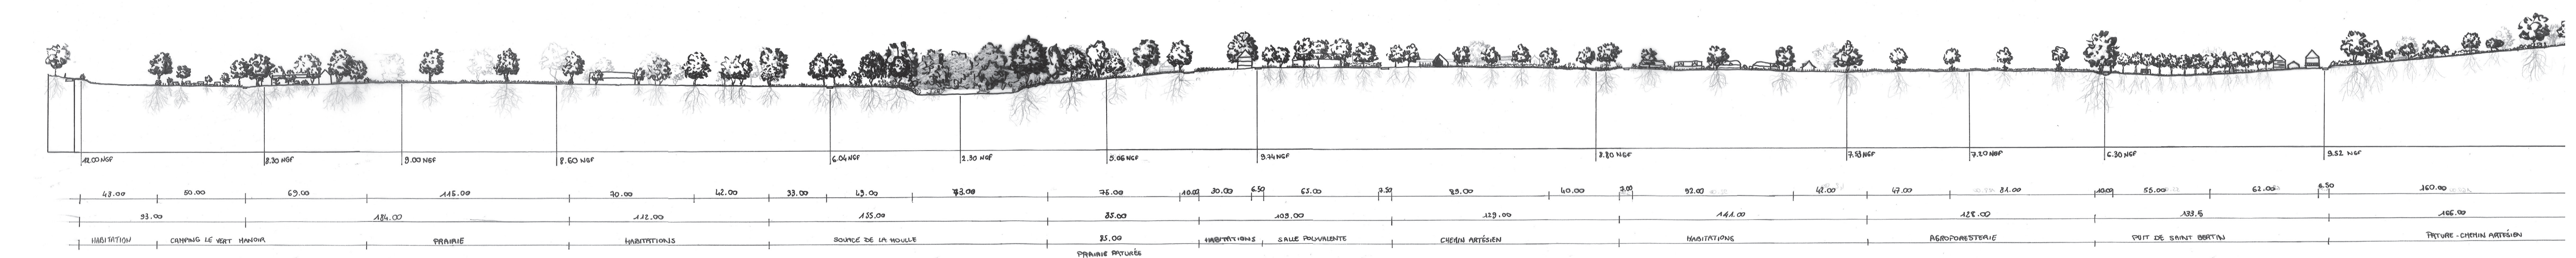 12.00 NGF 8.30 NGF 9.00 NGF 8.60 NGF 6.04 NGF 2.30 NGF 5.06 NGF 9.74 NGF 8.80 NGF 7.53 NGF 7.20 NGF 6.30 NGF 9.52 NGF
43.00 50.00 69.00 115.00 70.00 42.00 33.00 49.00 73.00 75.00 10.00 30.00 6.50 65.00 7.50 89.00 40.00 7.00 92.00 42.00 47.00 81.00 10.00 55.00 62.00 6.50 160.00
93.00 184.00 112.00 155.00 85.00 109.00 129.00 141.00 128.00 133.5 166.00
HABITATION CAMPING LE VERT MANOIR PRAIRIE HABITATIONS SOURCE DE LA HOULLE 85.00 HABITATIONS SALLE POLYVALENTE CHEMIN ARTÉSIEN HABITATIONS AGROFORESTERIE PUIT DE SAINT BERTIN PATURE - CHEMIN ARTÉSIEN
PRAIRIE PATURÉE